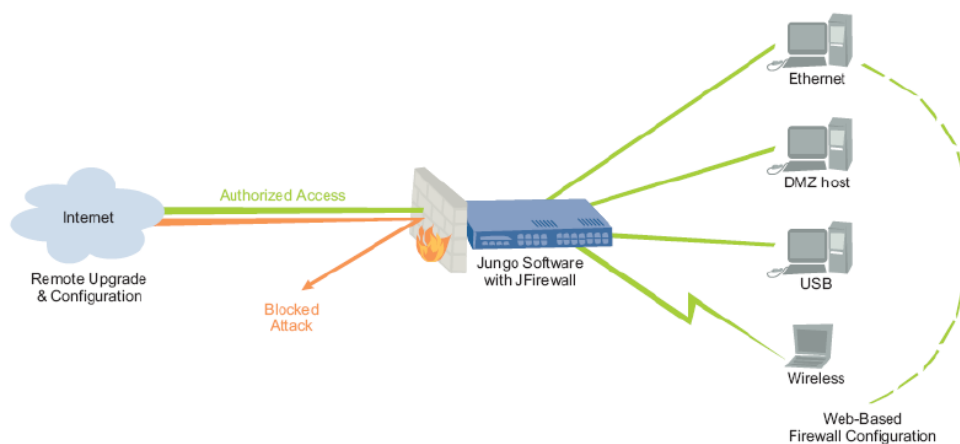 Internet
Remote Upgrade
& Configuration
Authorized Access
Blocked
Attack
Jungo Software
with JFirewall
Ethernet
DMZ host
USB
Wireless
Web-Based
Firewall Configuration